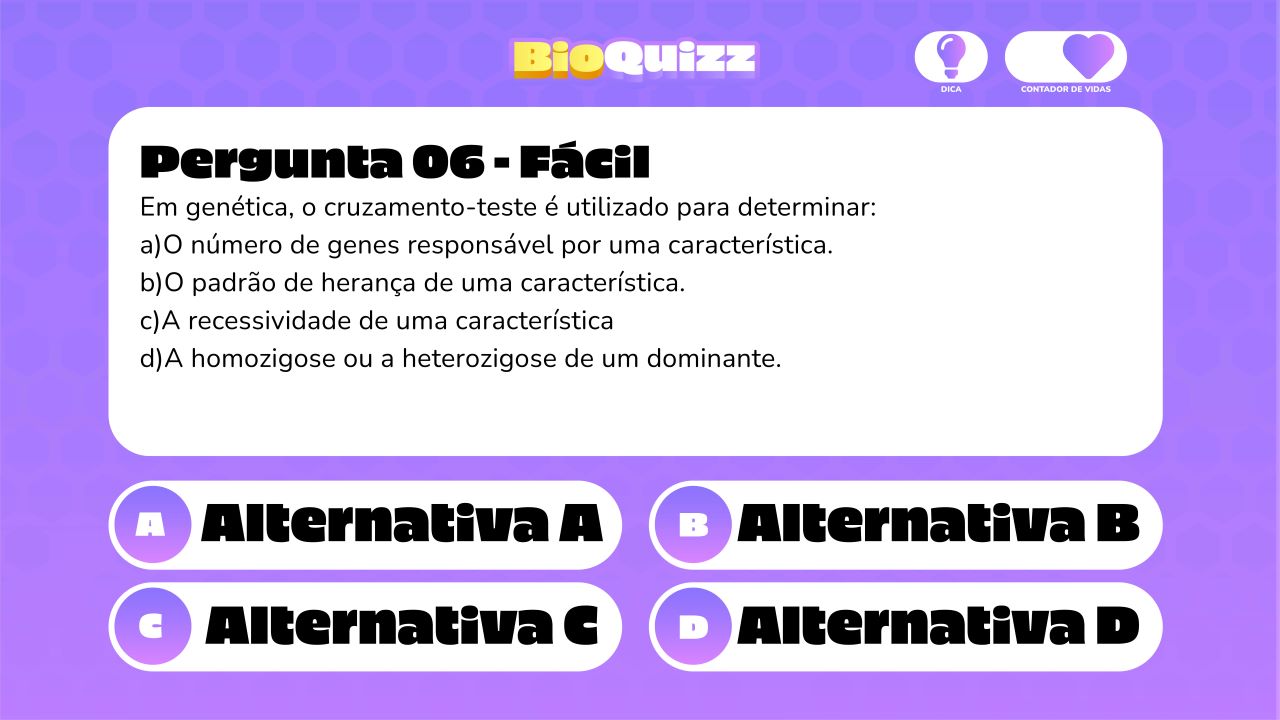 BioQuizz
DICA
CONTADOR DE VIDAS
Pergunta 06 - Fácil
Em genética, o cruzamento-teste é utilizado para determinar:
a)O número de genes responsável por uma característica.
b)O padrão de herança de uma característica.
c)A recessividade de uma característica
d)A homozigose ou a heterozigose de um dominante.
A Alternativa A
B Alternativa B
C Alternativa C
D Alternativa D